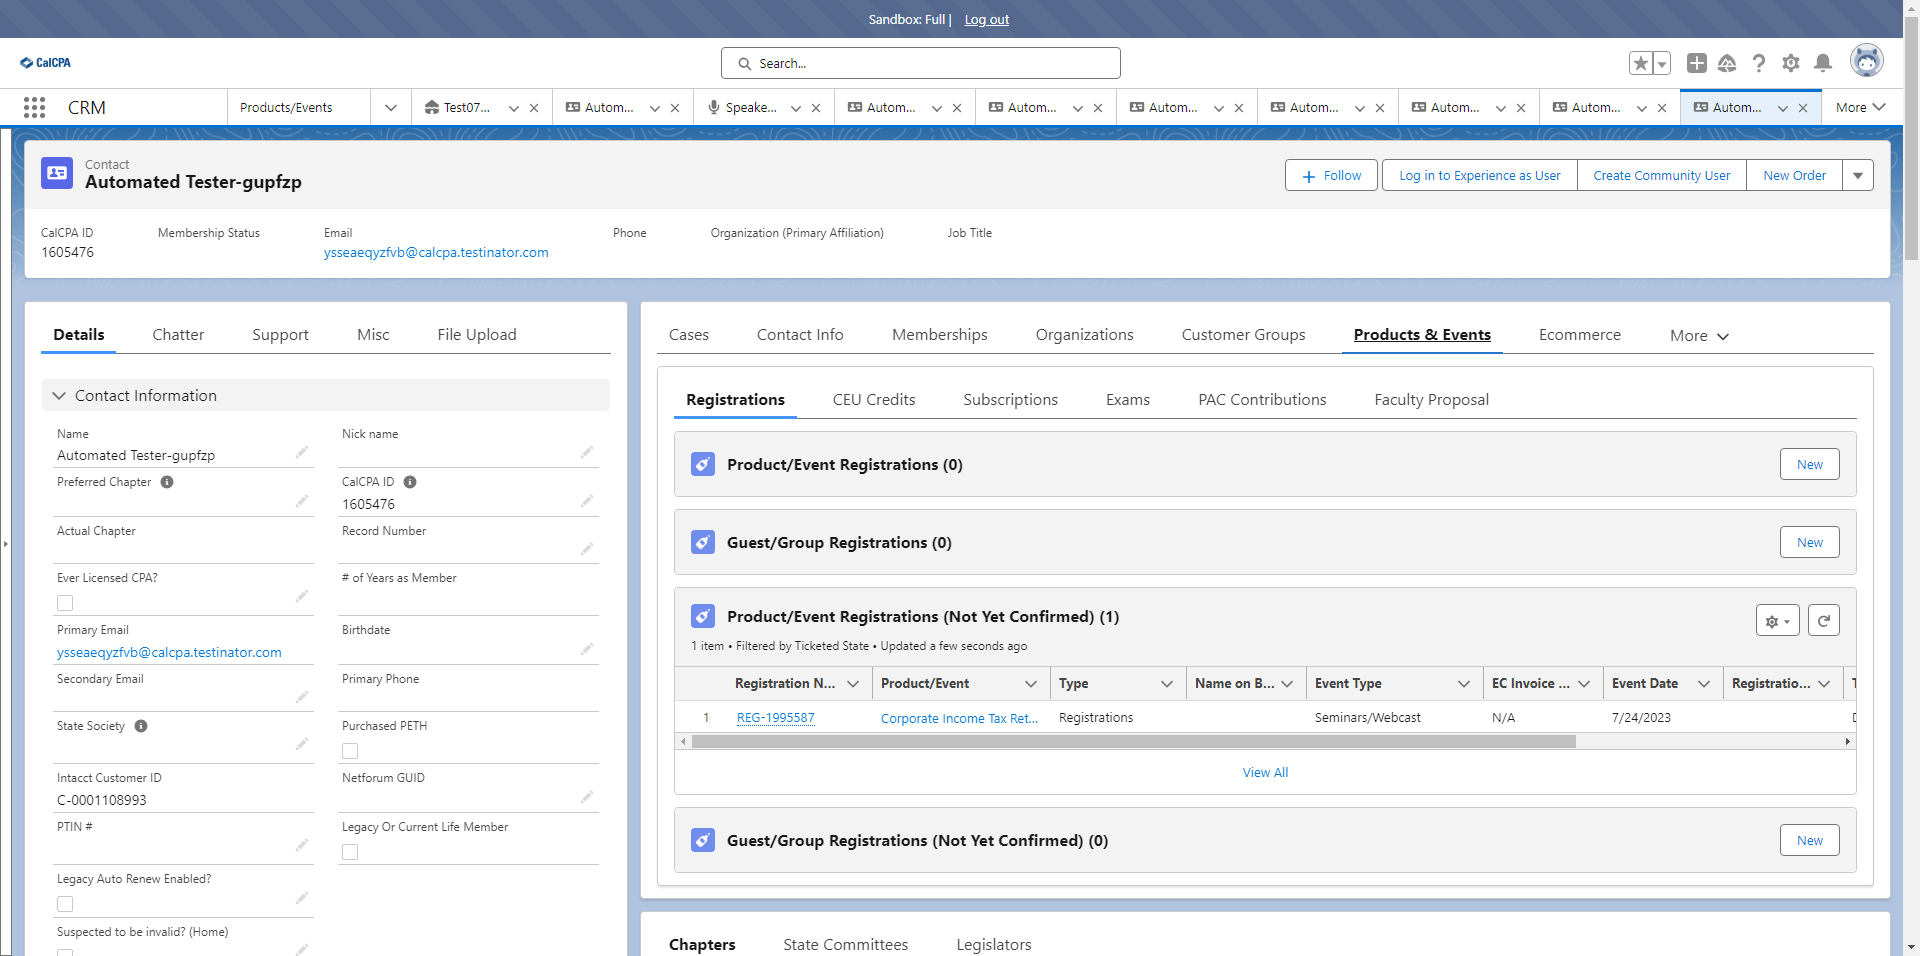 Sandbox: Full | Log out
CalCPA
Search...
CRM
Products/Events
Test07...
Autom...
Speake...
Autom...
Autom...
Autom...
Autom...
Autom...
Autom...
Autom...
More
Contact
Automated Tester-gupfzp
Follow
Log in to Experience as User
Create Community User
New Order
CalCPA ID
Membership Status
Email
Phone
Organization (Primary Affiliation)
Job Title
1605476
ysseaeqyzfvb@calcpa.testinator.com
Details
Chatter
Support
Misc
File Upload
Contact Information
Name
Nick name
Automated Tester-gupfzp
Preferred Chapter
CalCPA ID
1605476
Actual Chapter
Record Number
Ever Licensed CPA?
# of Years as Member
Primary Email
Birthdate
ysseaeqyzfvb@calcpa.testinator.com
Secondary Email
Primary Phone
State Society
Purchased PETH
Intacct Customer ID
Netforum GUID
C-0001108993
PTIN #
Legacy Or Current Life Member
Legacy Auto Renew Enabled?
Suspected to be invalid? (Home)
Cases
Contact Info
Memberships
Organizations
Customer Groups
Products & Events
Ecommerce
More
Registrations
CEU Credits
Subscriptions
Exams
PAC Contributions
Faculty Proposal
Product/Event Registrations (0)
New
Guest/Group Registrations (0)
New
Product/Event Registrations (Not Yet Confirmed) (1)
1 item • Filtered by Ticketed State • Updated a few seconds ago
Registration N...
Product/Event
Type
Name on B...
Event Type
EC Invoice ...
Event Date
Registratio...
1
REG-1995587
Corporate Income Tax Ret...
Registrations
Seminars/Webcast
N/A
7/24/2023
View All
Guest/Group Registrations (Not Yet Confirmed) (0)
New
Chapters
State Committees
Legislators